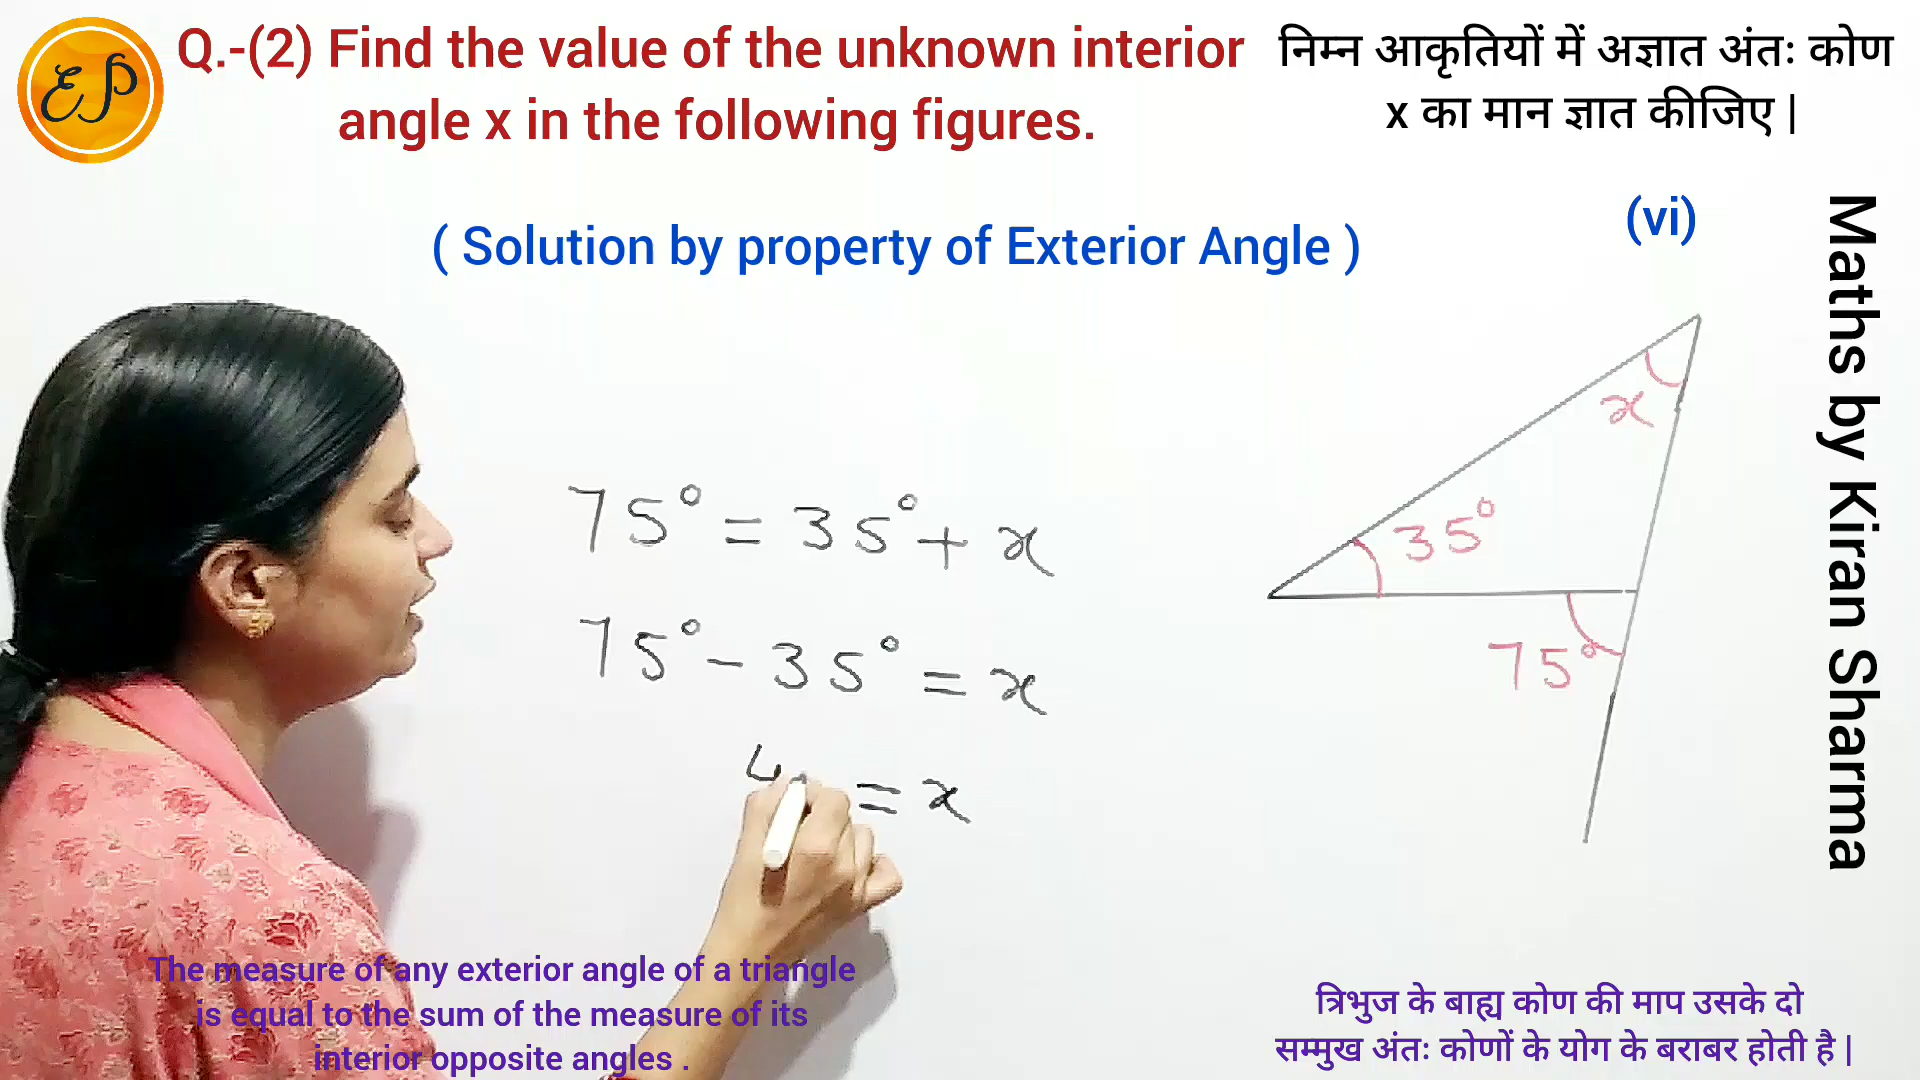 EP
Q.-(2) Find the value of the unknown interior
angle x in the following figures.
निम्न आकृतियों में अज्ञात अंतः कोण
x का मान ज्ञात कीजिए |
( Solution by property of Exterior Angle )
(vi)
Maths by Kiran Sharma
x
35°
75°
75° = 35° + x
75° - 35° = x
4 = x
The measure of any exterior angle of a triangle
is equal to the sum of the measure of its
interior opposite angles .
त्रिभुज के बाह्य कोण की माप उसके दो
सम्मुख अंतः कोणों के योग के बराबर होती है |